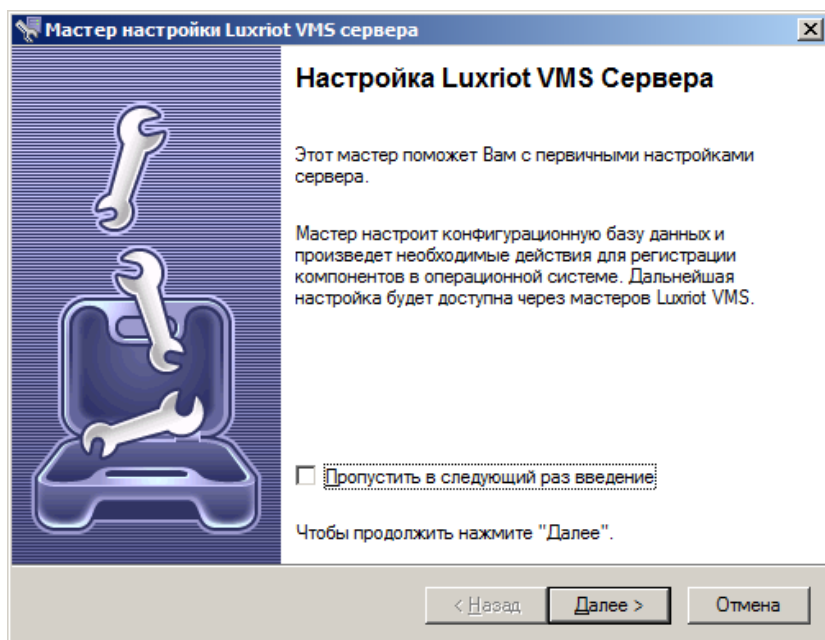 Мастер настройки Luxriot VMS сервера
Настройка Luxriot VMS Сервера
Этот мастер поможет Вам с первичными настройками
сервера.
Мастер настроит конфигурационную базу данных и
произведет необходимые действия для регистрации
компонентов в операционной системе. Дальнейшая
настройка будет доступна через мастеров Luxriot VMS.
Пропустить в следующий раз введение
Чтобы продолжить нажмите "Далее".
< Назад Далее > Отмена